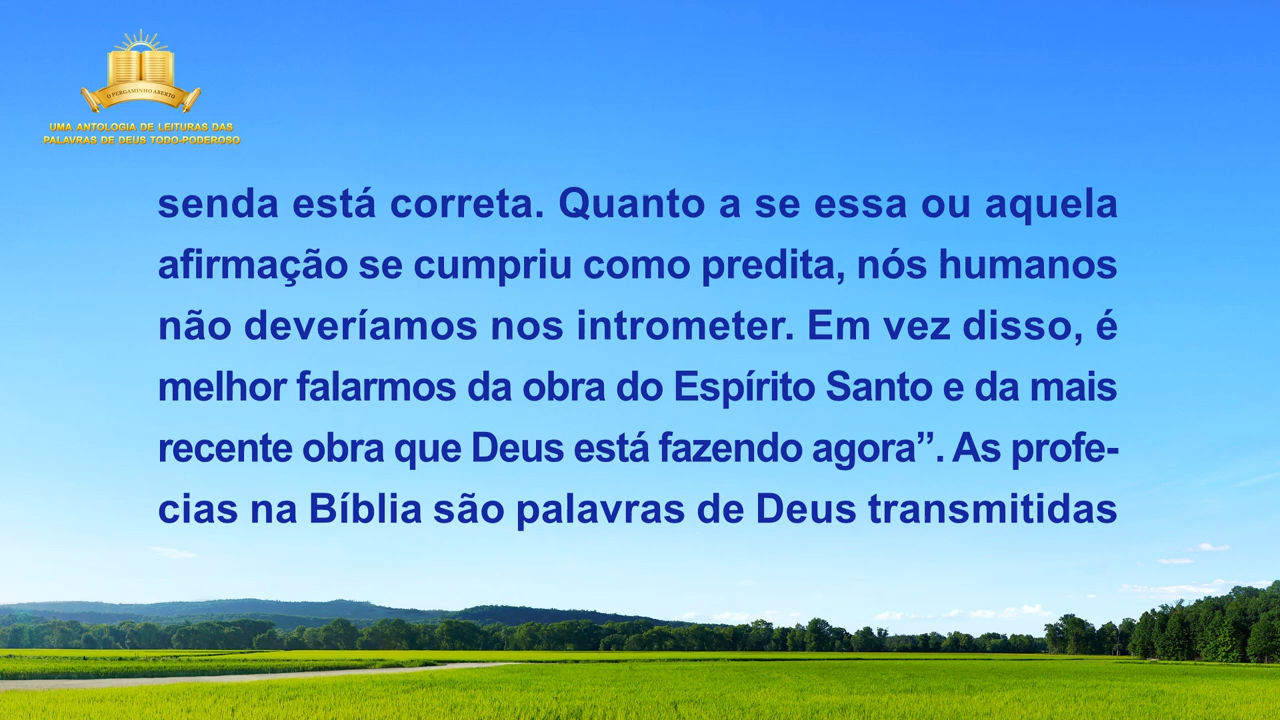 O PERGAMINHO ABERTO
UMA ANTOLOGIA DE LEITURAS DAS
PALAVRAS DE DEUS TODO-PODEROSO
senda está correta. Quanto a se essa ou aquela
afirmação se cumpriu como predita, nós humanos
não deveríamos nos intrometer. Em vez disso, é
melhor falarmos da obra do Espírito Santo e da mais
recente obra que Deus está fazendo agora”. As profe-
cias na Bíblia são palavras de Deus transmitidas